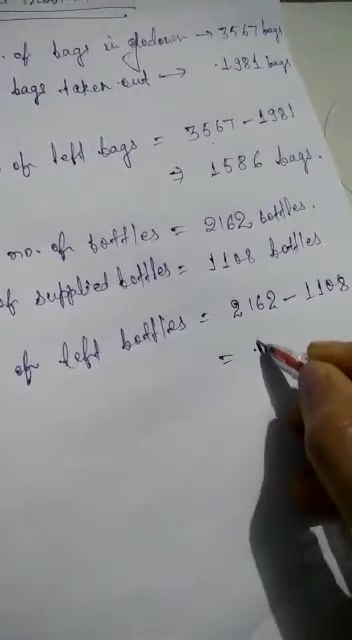 . of bags in godown → 3567 bags
bags taken out → 1981 bags
. of left bags = 3567 - 1981
⇒ 1586 bags.
no. of bottles = 2162 bottles.
of supplied bottles = 1108 bottles
of left bottles = 2162 - 1108
=